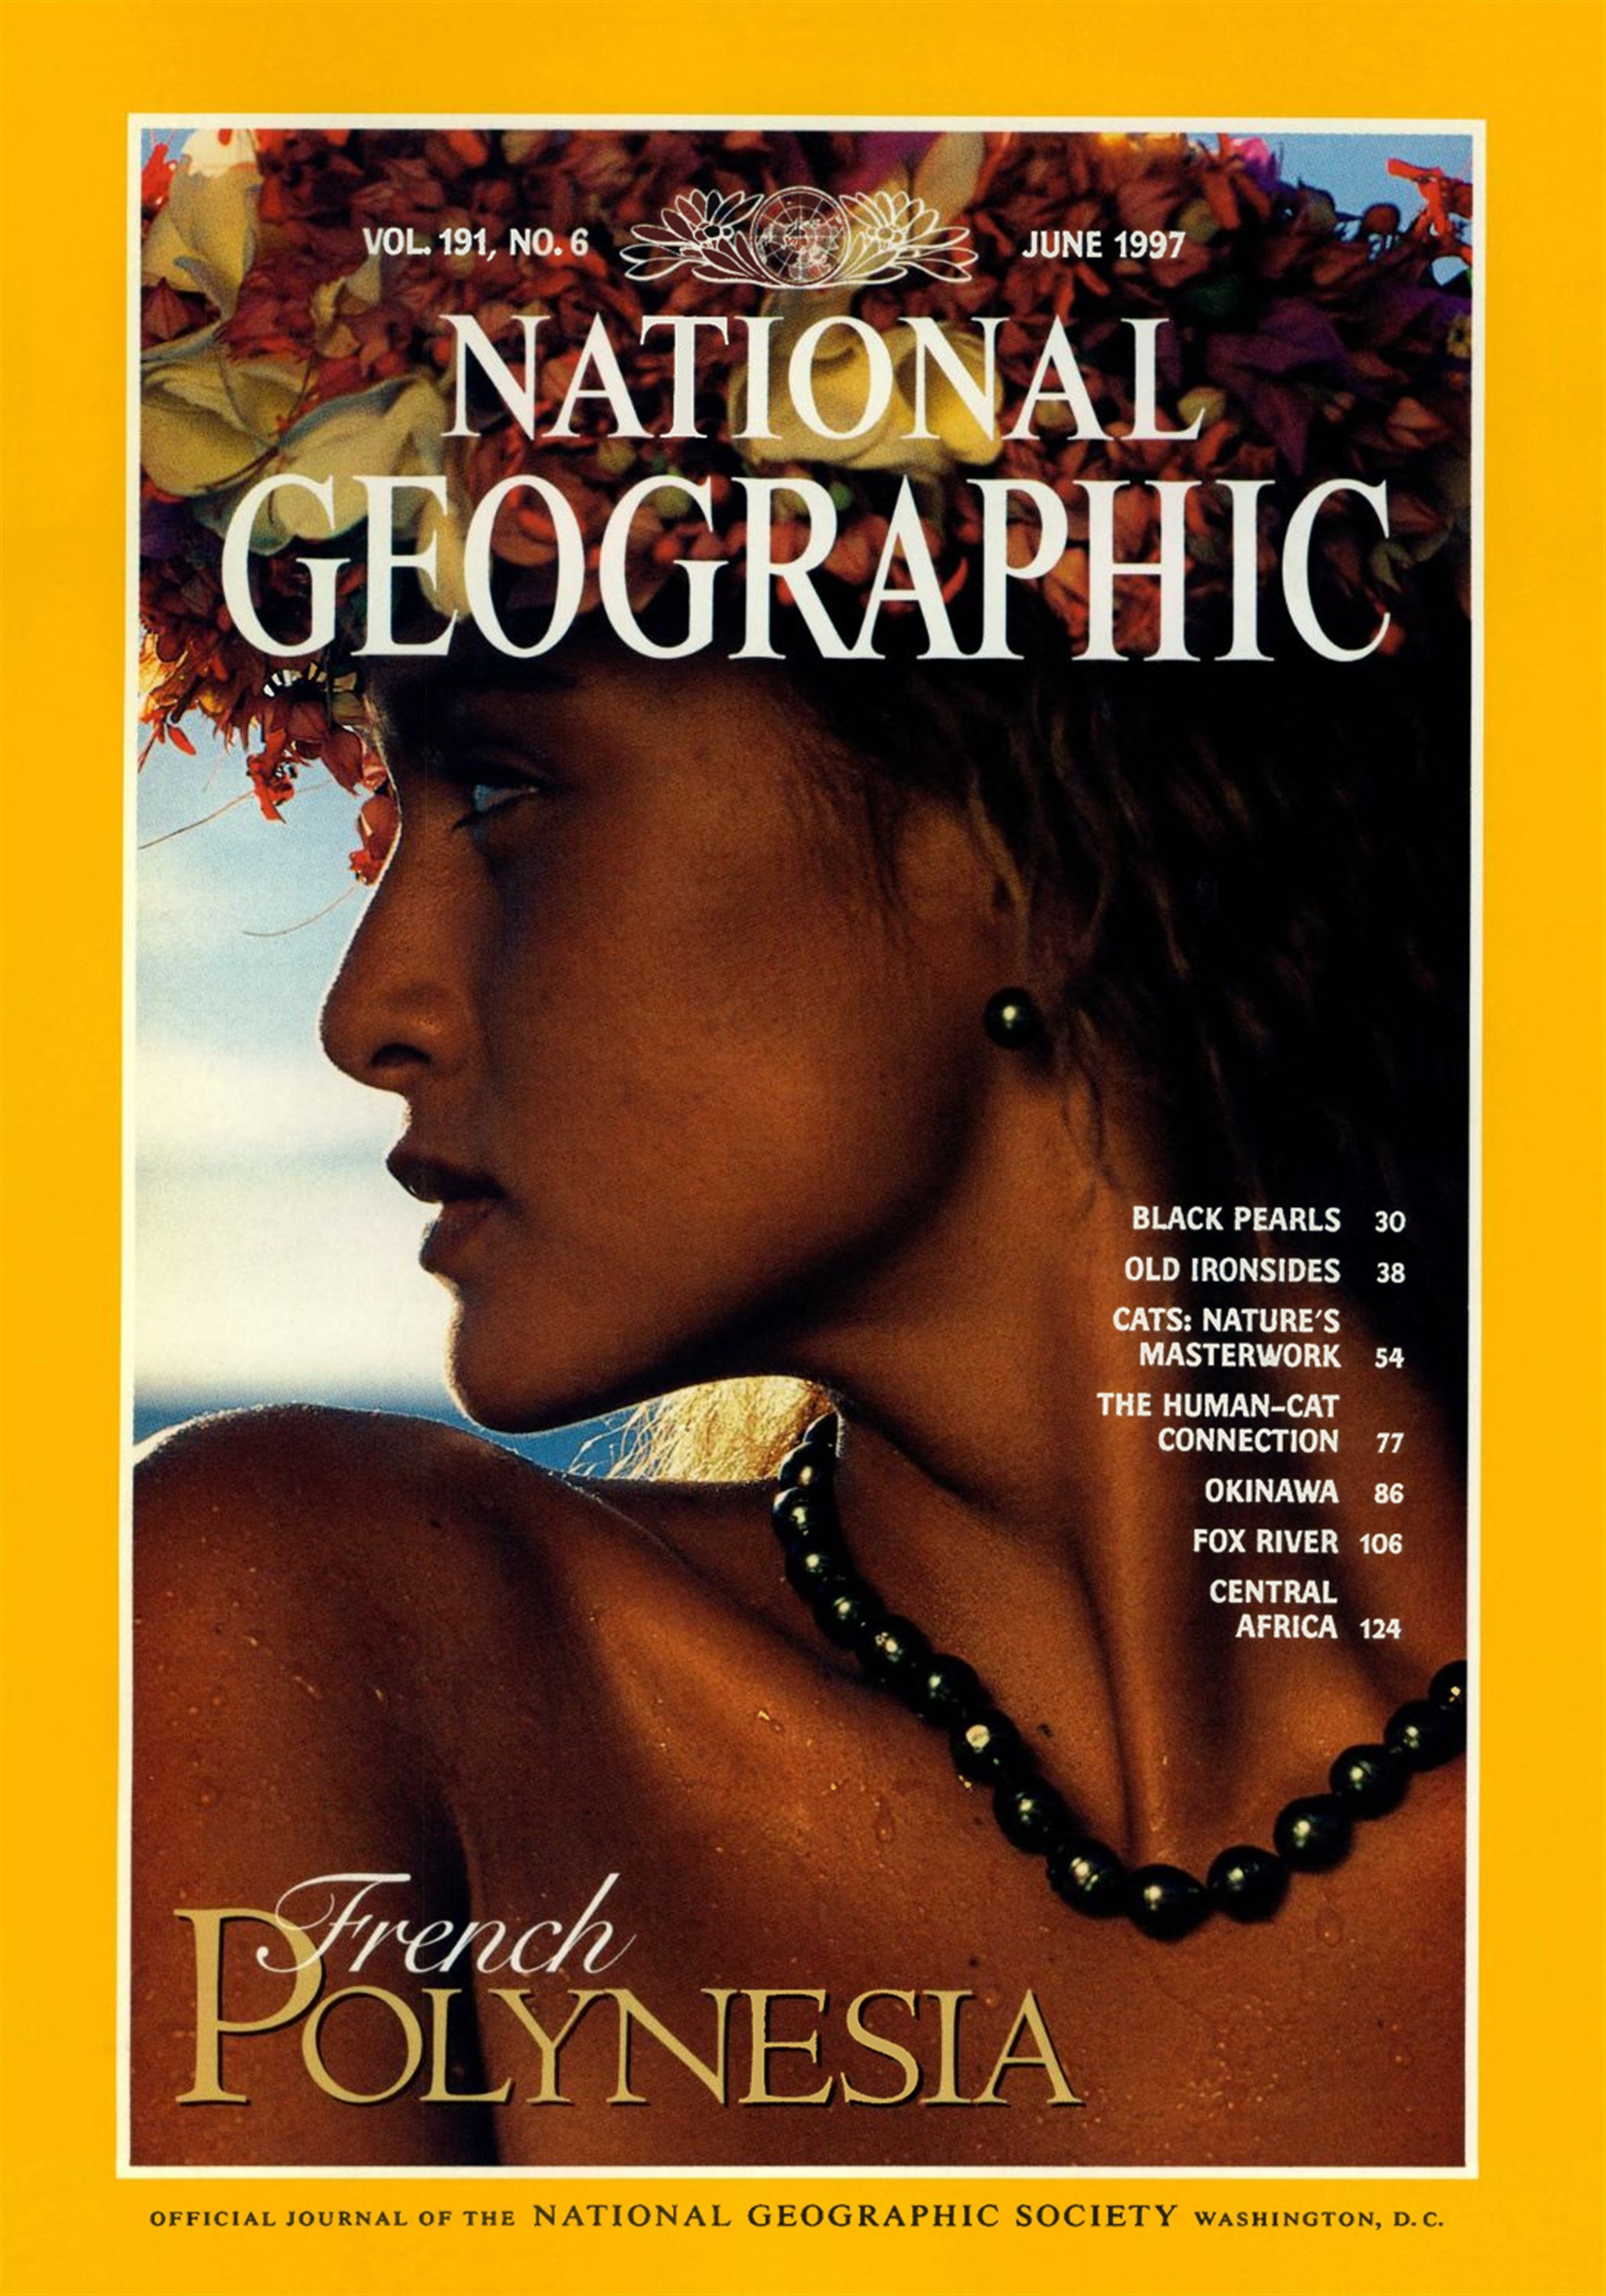 VOL. 191, NO. 6
JUNE 1997
NATIONAL
GEOGRAPHIC
BLACK PEARLS 30
OLD IRONSIDES 38
CATS: NATURE'S
MASTERWORK 54
THE HUMAN–CAT
CONNECTION 77
OKINAWA 86
FOX RIVER 106
CENTRAL
AFRICA 124
French
POLYNESIA
OFFICIAL JOURNAL OF THE NATIONAL GEOGRAPHIC SOCIETY WASHINGTON, D.C.